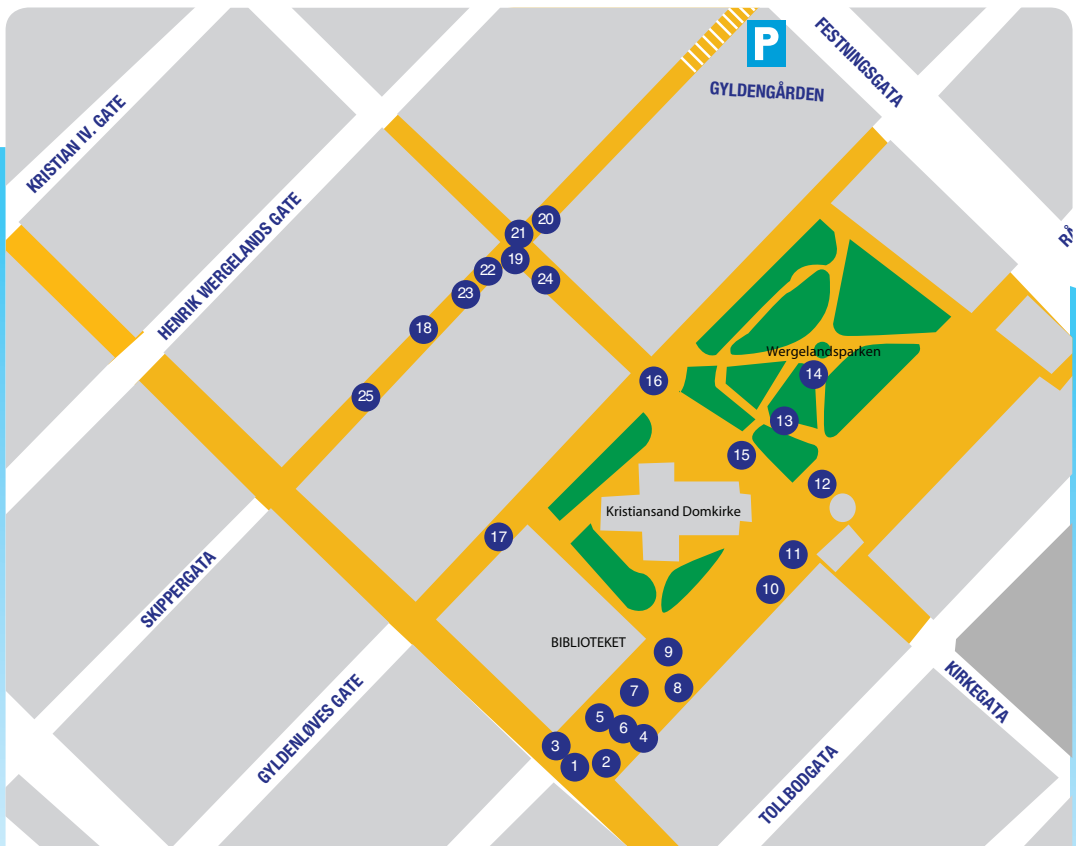 P
GYLDENGÅRDEN
FESTNINGSGATA
KRISTIAN IV. GATE
HENRIK WERGELANDS GATE
RÅ
20
21
19
22
24
23
18
25
16
Wergelandsparken
14
13
15
12
Kristiansand Domkirke
17
11
10
SKIPPERGATA
BIBLIOTEKET
9
8
7
5
6
4
3
1
2
GYLDENLØVES GATE
KIRKEGATA
TOLLBODGATA